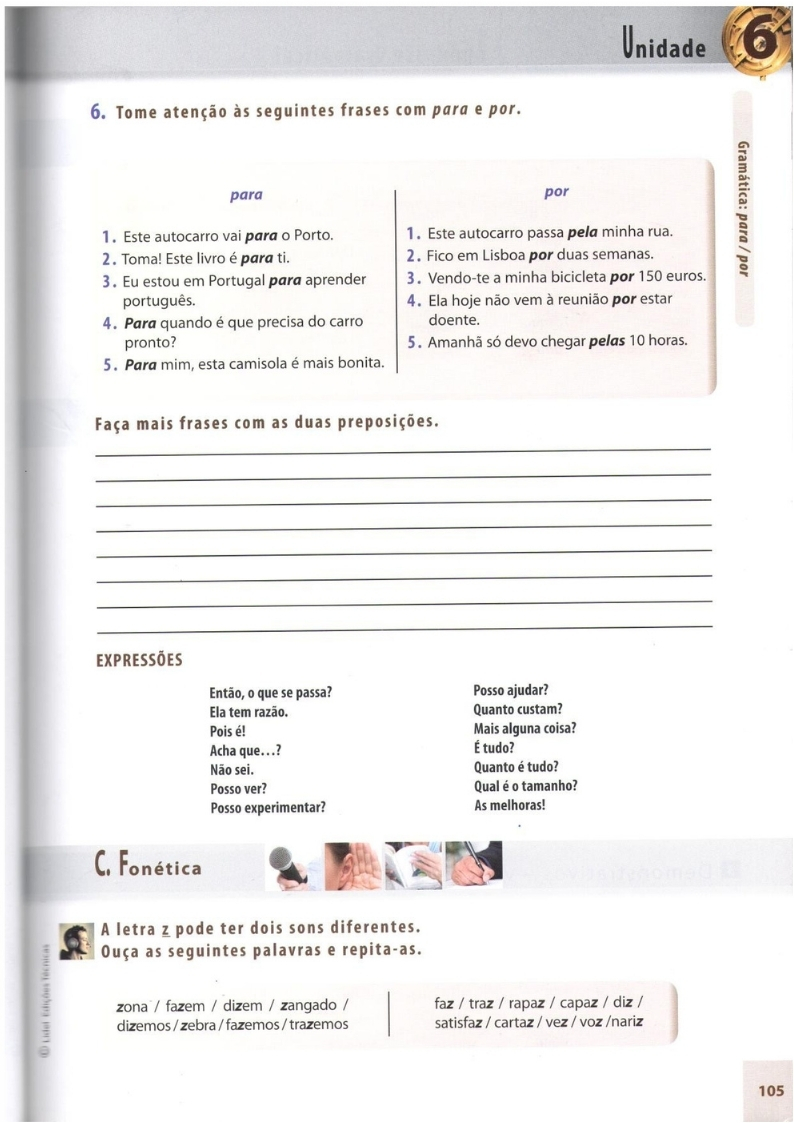 Unidade 6
6. Tome atenção às seguintes frases com para e por.
Gramática: para / por
para
1. Este autocarro vai para o Porto.
2. Toma! Este livro é para ti.
3. Eu estou em Portugal para aprender
português.
4. Para quando é que precisa do carro
pronto?
5. Para mim, esta camisola é mais bonita.
por
1. Este autocarro passa pela minha rua.
2. Fico em Lisboa por duas semanas.
3. Vendo-te a minha bicicleta por 150 euros.
4. Ela hoje não vem à reunião por estar
doente.
5. Amanhã só devo chegar pelas 10 horas.
Faça mais frases com as duas preposições.
EXPRESSÕES
Então, o que se passa?
Ela tem razão.
Pois é!
Acha que...?
Não sei.
Posso ver?
Posso experimentar?
Posso ajudar?
Quanto custam?
Mais alguma coisa?
É tudo?
Quanto é tudo?
Qual é o tamanho?
As melhoras!
C. Fonética
A letra z pode ter dois sons diferentes.
Ouça as seguintes palavras e repita-as.
zona / fazem / dizem / zangado /
dizemos / zebra / fazemos / trazemos
faz / traz / rapaz / capaz / diz /
satisfaz / cartaz / vez / voz /nariz
© Lidel Edições Técnicas
105